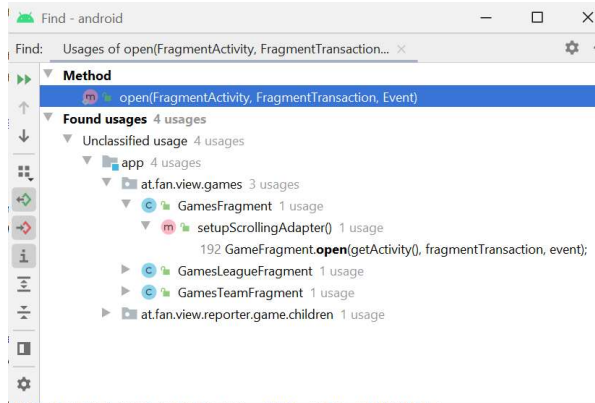 Find - android
Find: Usages of open(FragmentActivity, FragmentTransaction...
Method
m open(FragmentActivity, FragmentTransaction, Event)
Found usages 4 usages
Unclassified usage 4 usages
app 4 usages
at.fan.view.games 3 usages
C GamesFragment 1 usage
m setupScrollingAdapter() 1 usage
192 GameFragment.open(getActivity(), fragmentTransaction, event);
C GamesLeagueFragment 1 usage
C GamesTeamFragment 1 usage
at.fan.view.reporter.game.children 1 usage